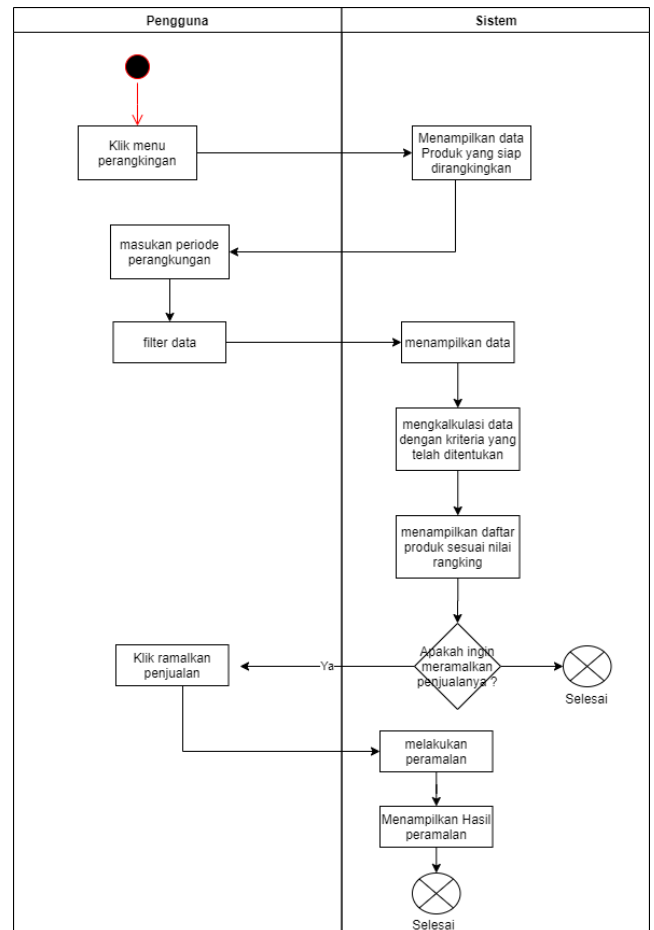 Pengguna
Sistem
Klik menu
perangkingan
Menampilkan data
Produk yang siap
dirangkingkan
masukan periode
perangkungan
filter data
menampilkan data
mengkalkulasi data
dengan kriteria yang
telah ditentukan
menampilkan daftar
produk sesuai nilai
rangking
Apakah ingin
meramalkan
penjualanya ?
Ya
Selesai
Klik ramalkan
penjualan
melakukan
peramalan
Menampilkan Hasil
peramalan
Selesai